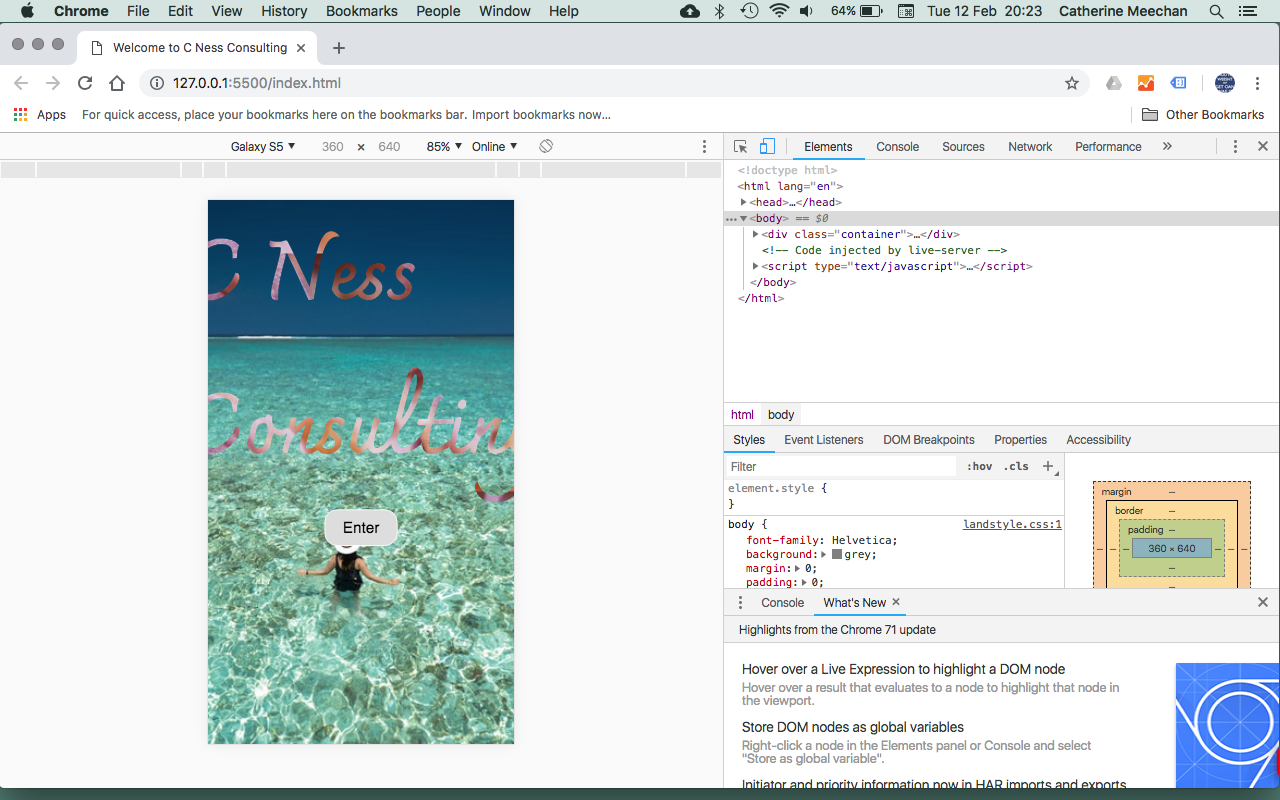 Chrome File Edit View History Bookmarks People Window Help 64% Tue 12 Feb 20:23 Catherine Meechan
Welcome to C Ness Consulting
127.0.0.1:5500/index.html
Apps For quick access, place your bookmarks here on the bookmarks bar. Import bookmarks now... Other Bookmarks
Galaxy S5 ▼ 360 × 640 85% ▼ Online ▼
Elements Console Sources Network Performance »
<!doctype html>
<html lang="en">
▶<head>…</head>
…▼<body> == $0
▶<div class="container">…</div>
<!-- Code injected by live-server -->
▶<script type="text/javascript">…</script>
</body>
</html>
C Ness
Consulting
Enter
html body
Styles Event Listeners DOM Breakpoints Properties Accessibility
Filter :hov .cls +
element.style {
}
body { landstyle.css:1
font-family: Helvetica;
background:▶ grey;
margin:▶ 0;
padding:▶ 0;
margin –
border –
padding –
– – – 360 × 640 – – –
–
–
Console What's New ×
Highlights from the Chrome 71 update
Hover over a Live Expression to highlight a DOM node
Hover over a result that evaluates to a node to highlight that node in
the viewport.
Store DOM nodes as global variables
Right-click a node in the Elements panel or Console and select
"Store as global variable".
Initiator and priority information now in HAR imports and exports